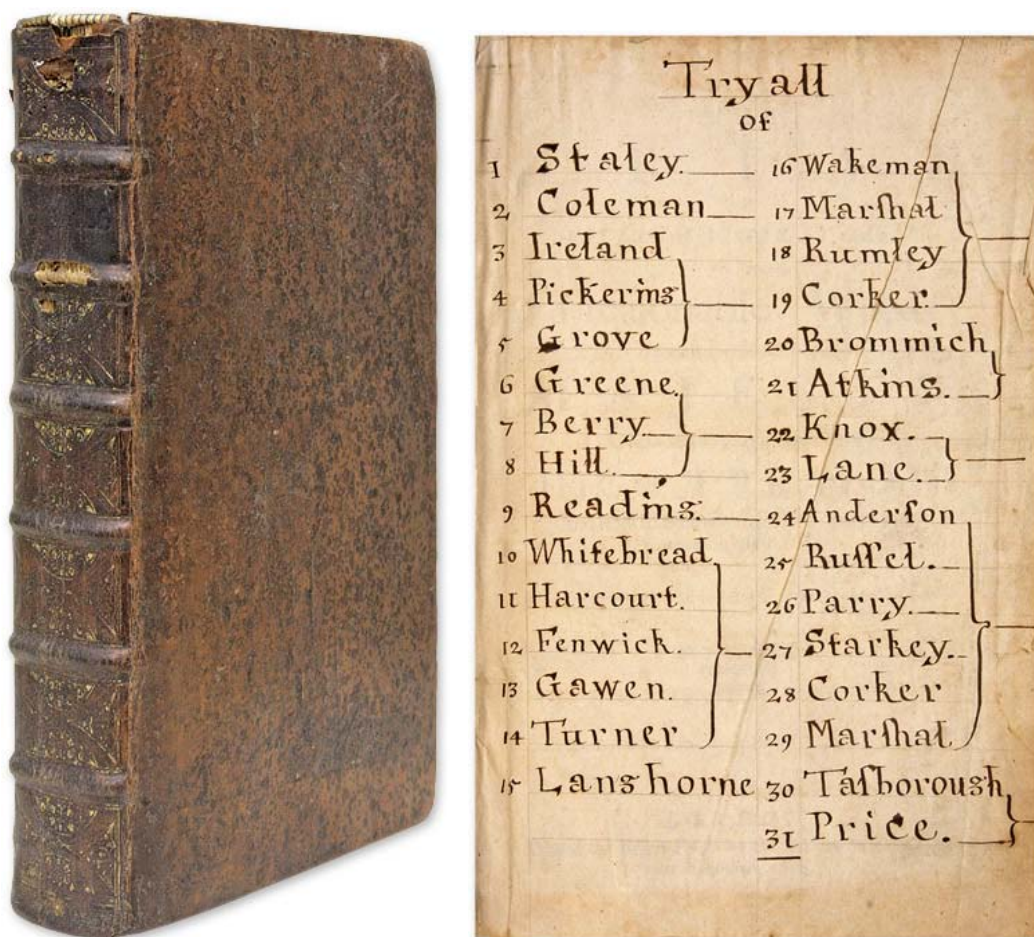 Tryall
of
1 Staley.
2 Coleman
3 Ireland
4 Pickering
5 Grove
6 Greene
7 Berry
8 Hill.
9 Reading.
10 Whitebread
11 Harcourt.
12 Fenwick.
13 Gawen.
14 Turner
15 Langhorne
16 Wakeman
17 Marſhal
18 Rumley
19 Corker.
20 Brommich
21 Atkins.
22 Knox.
23 Lane.
24 Anderſon
25 Ruſſel.
26 Parry.
27 Starkey.
28 Corker
29 Marſhal
30 Taſborough
31 Price.